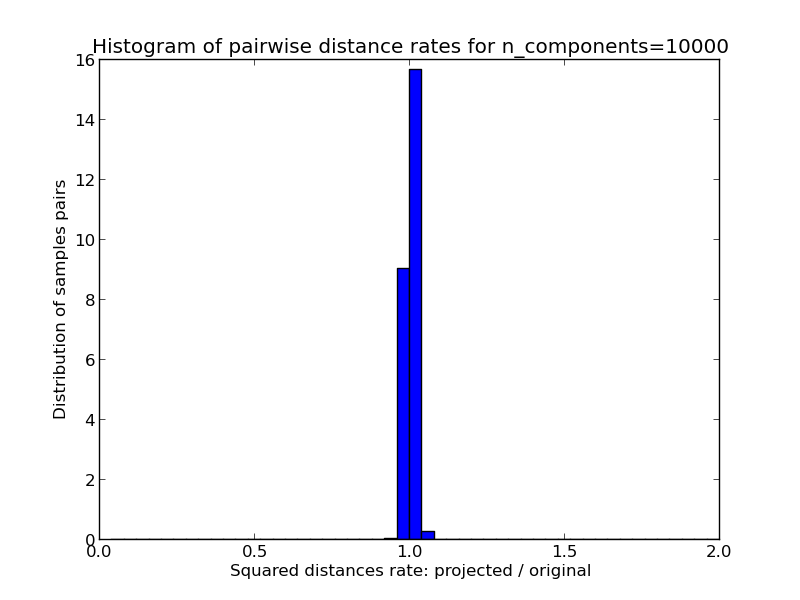 Histogram of pairwise distance rates for n_components=10000
16
14
12
10
8
6
4
2
0
Distribution of samples pairs
0.0 0.5 1.0 1.5 2.0
Squared distances rate: projected / original